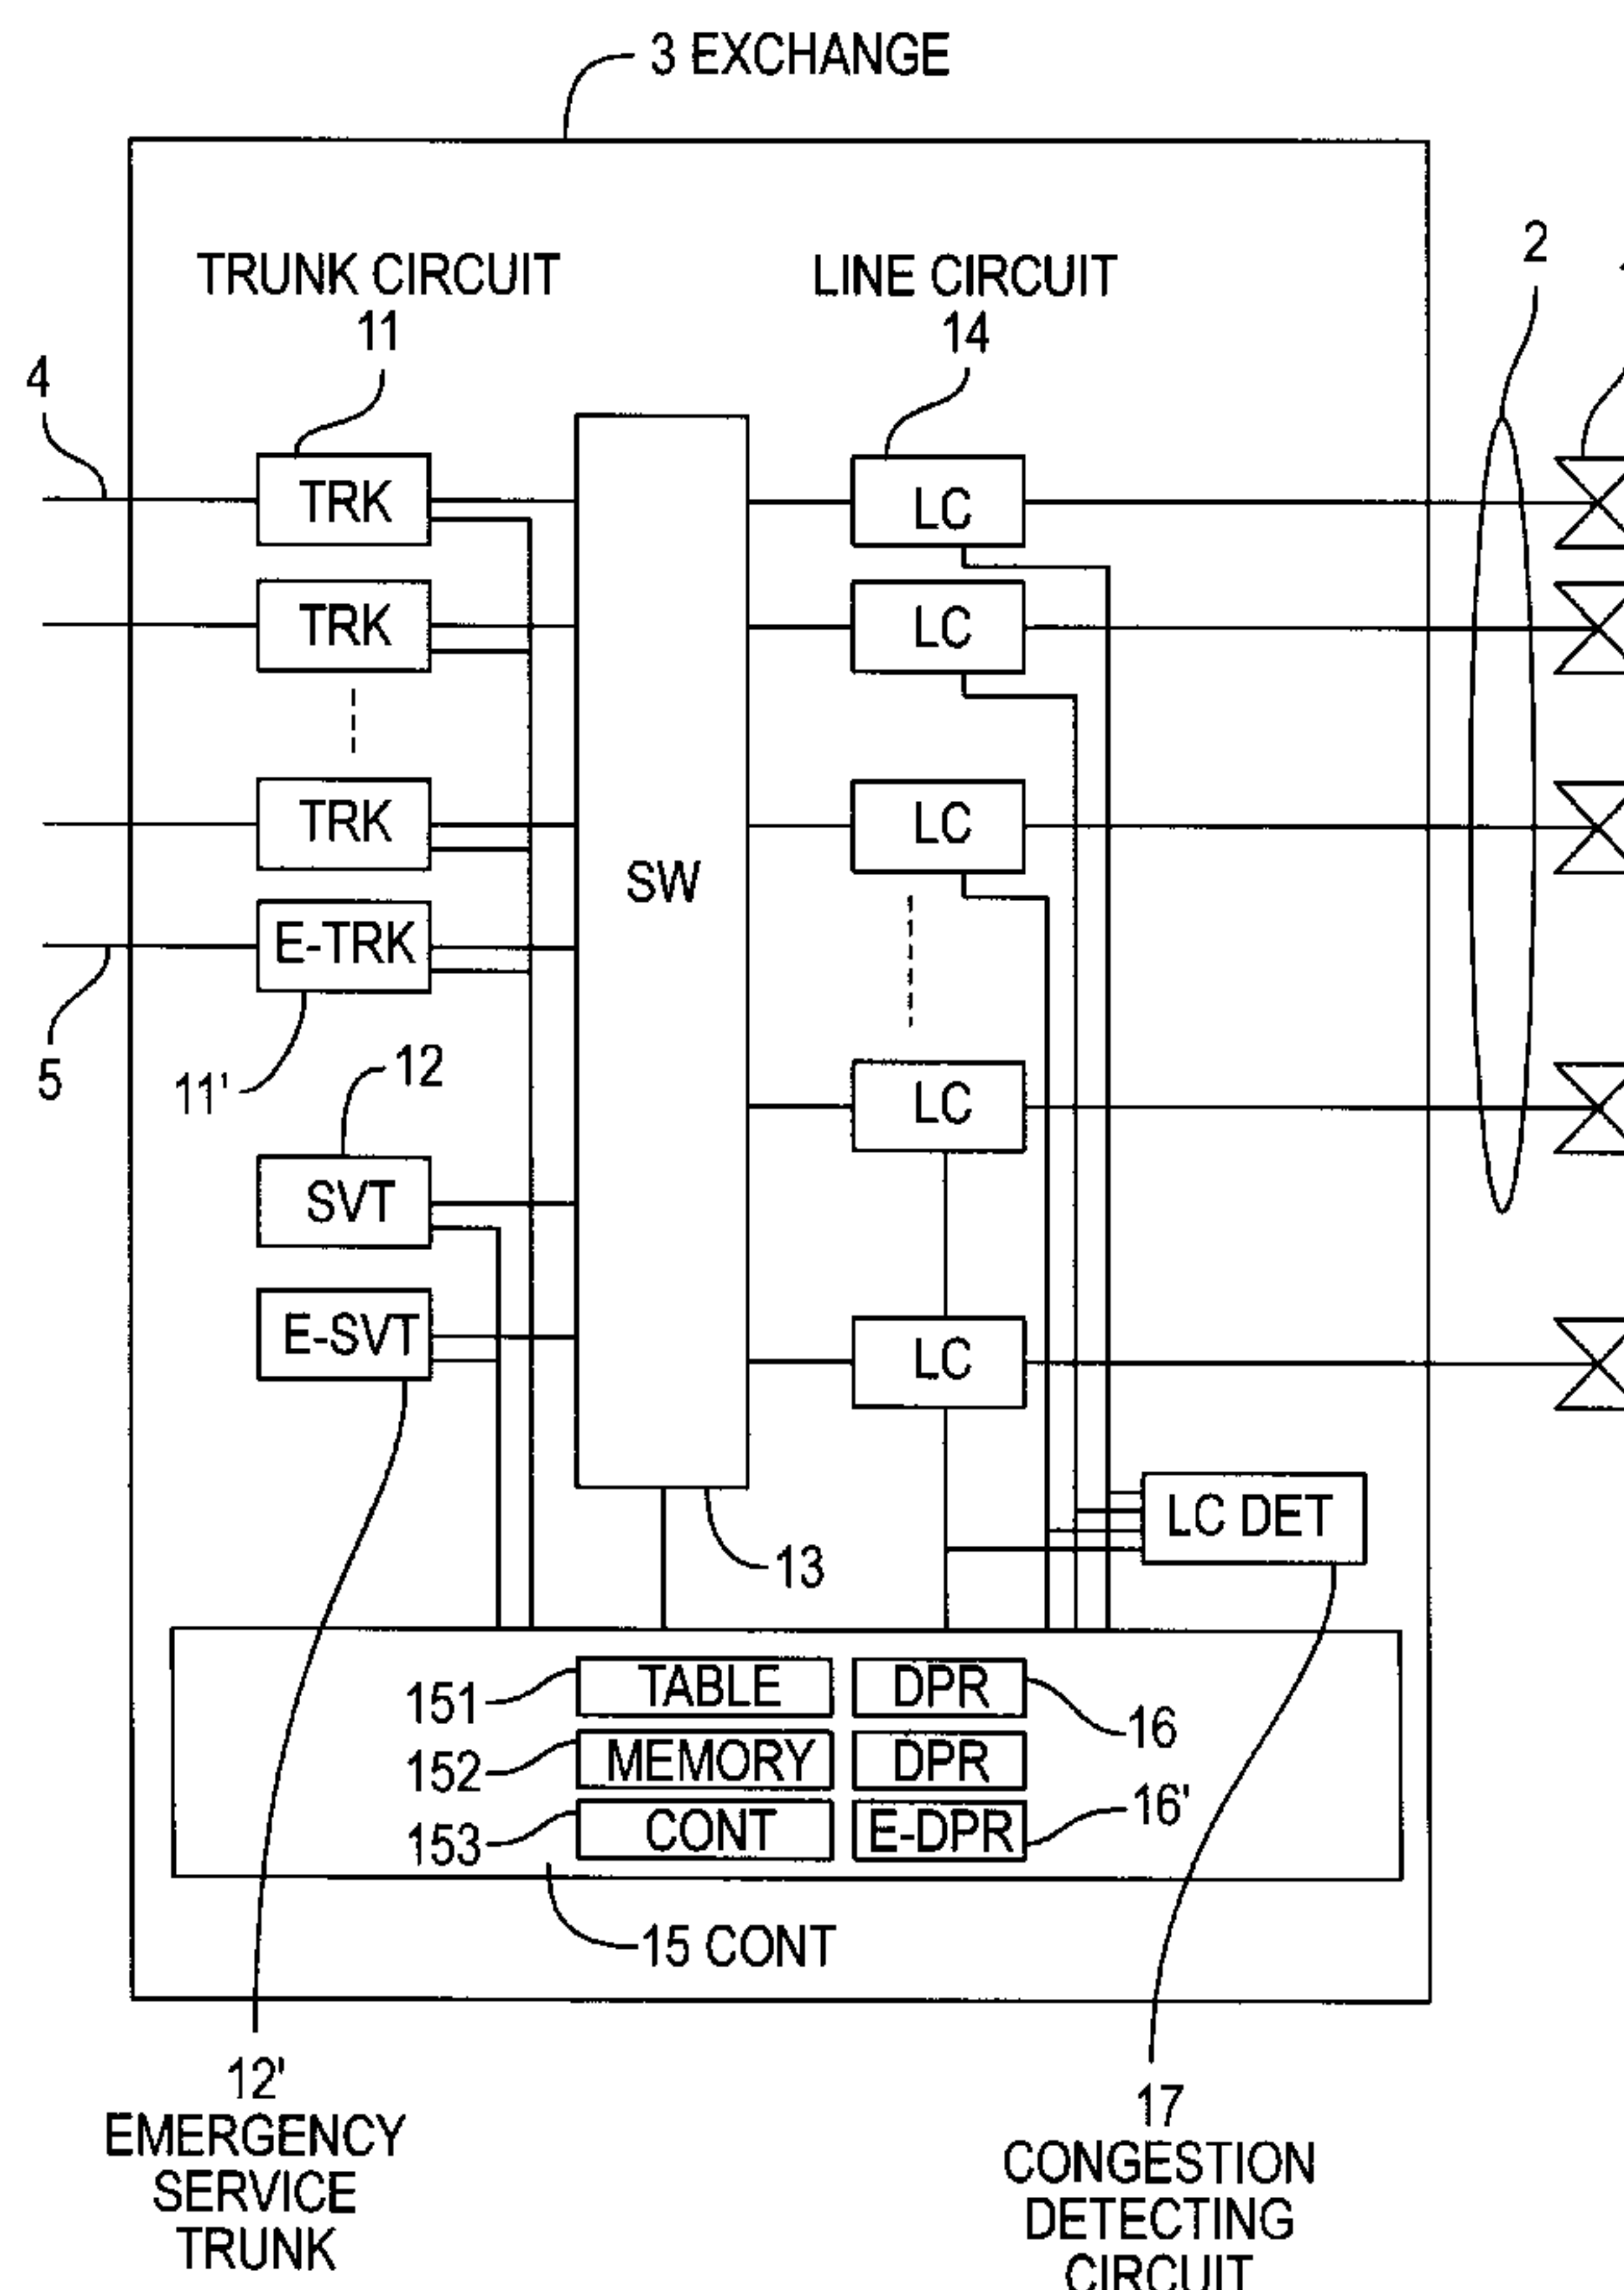 3 EXCHANGE
2
TRUNK CIRCUIT
11
LINE CIRCUIT
14
4
TRK
LC
TRK
LC
TRK
LC
SW
E-TRK
5
11'
12
LC
SVT
E-SVT
LC
LC DET
13
151
TABLE
DPR
16
152
MEMORY
DPR
153
CONT
E-DPR
16'
15 CONT
12'
EMERGENCY
SERVICE
TRUNK
17
CONGESTION
DETECTING
CIRCUIT